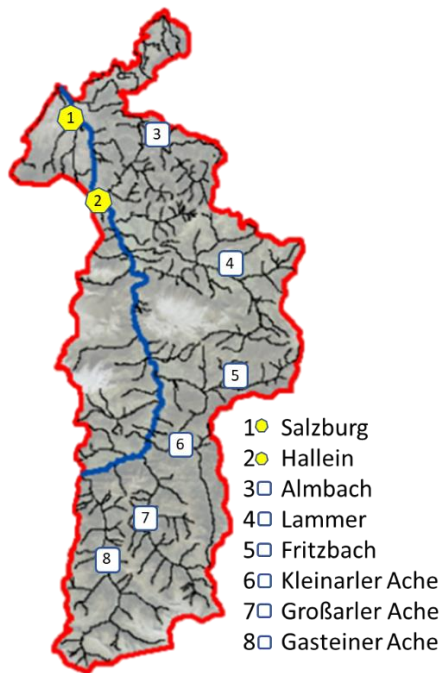 1
3
2
4
5
6
7
8
1 Salzburg
2 Hallein
3 Almbach
4 Lammer
5 Fritzbach
6 Kleinarler Ache
7 Großarler Ache
8 Gasteiner Ache